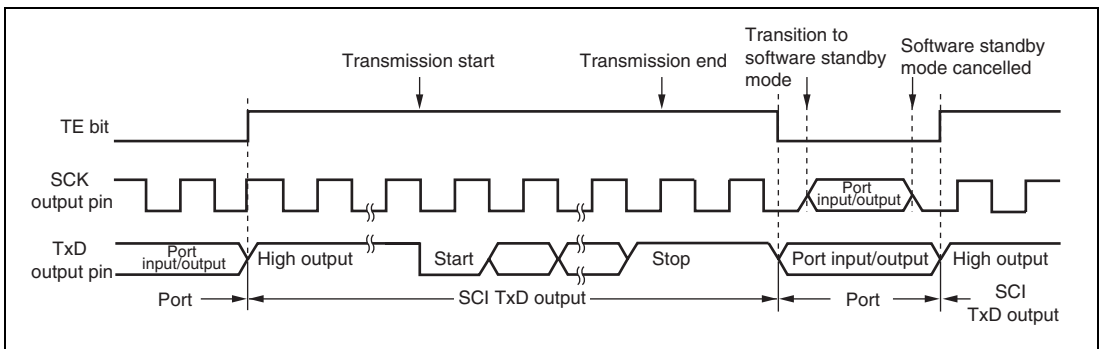 Transmission start
Transmission end
Transition to
software standby
mode
Software standby
mode cancelled
TE bit
SCK
output pin
Port
input/output
TxD
output pin
Port
input/output
High output
Start
Stop
Port input/output
High output
Port
SCI TxD output
Port
SCI
TxD output